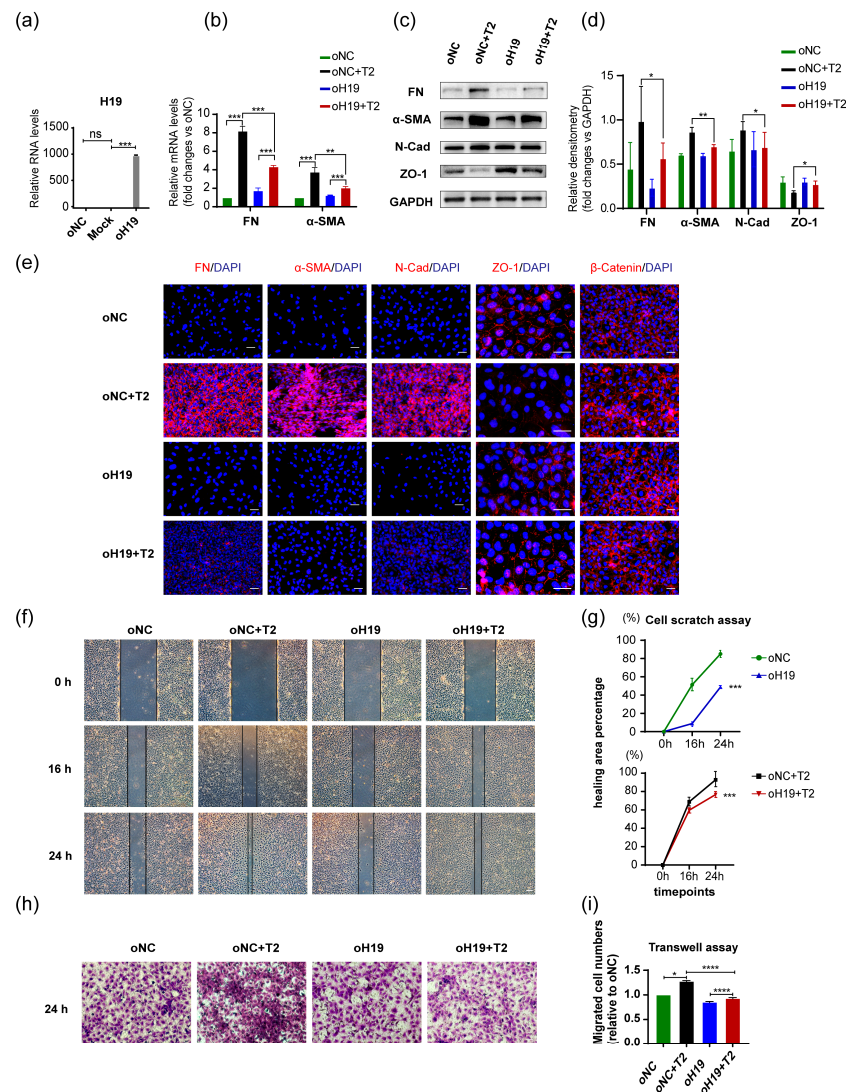 (a)
H19
Relative RNA levels
1500
1000
500
0
ns
***
oNC
Mock
oH19
(b)
oNC
oNC+T2
oH19
oH19+T2
Relative mRNA levels
(fold changes vs oNC)
10
8
6
4
2
0
***
***
***
***
**
***
FN
α-SMA
(c)
oNC
oNC+T2
oH19
oH19+T2
FN
α-SMA
N-Cad
ZO-1
GAPDH
(d)
oNC
oNC+T2
oH19
oH19+T2
Relative densitometry
(fold changes vs GAPDH)
1.5
1.0
0.5
0.0
*
**
*
*
FN
α-SMA
N-Cad
ZO-1
(e)
FN/DAPI
α-SMA/DAPI
N-Cad/DAPI
ZO-1/DAPI
β-Catenin/DAPI
oNC
oNC+T2
oH19
oH19+T2
(f)
oNC
oNC+T2
oH19
oH19+T2
0 h
16 h
24 h
(g)
(%)
Cell scratch assay
100
80
60
40
20
0
oNC
oH19
***
0h
16h
24h
healing area percentage
(%)
100
80
60
40
20
0
oNC+T2
oH19+T2
***
0h
16h
24h
timepoints
(h)
oNC
oNC+T2
oH19
oH19+T2
24 h
(i)
Transwell assay
Migrated cell numbers
(relative to oNC)
1.5
1.0
0.5
0.0
*
****
****
oNC
oNC+T2
oH19
oH19+T2